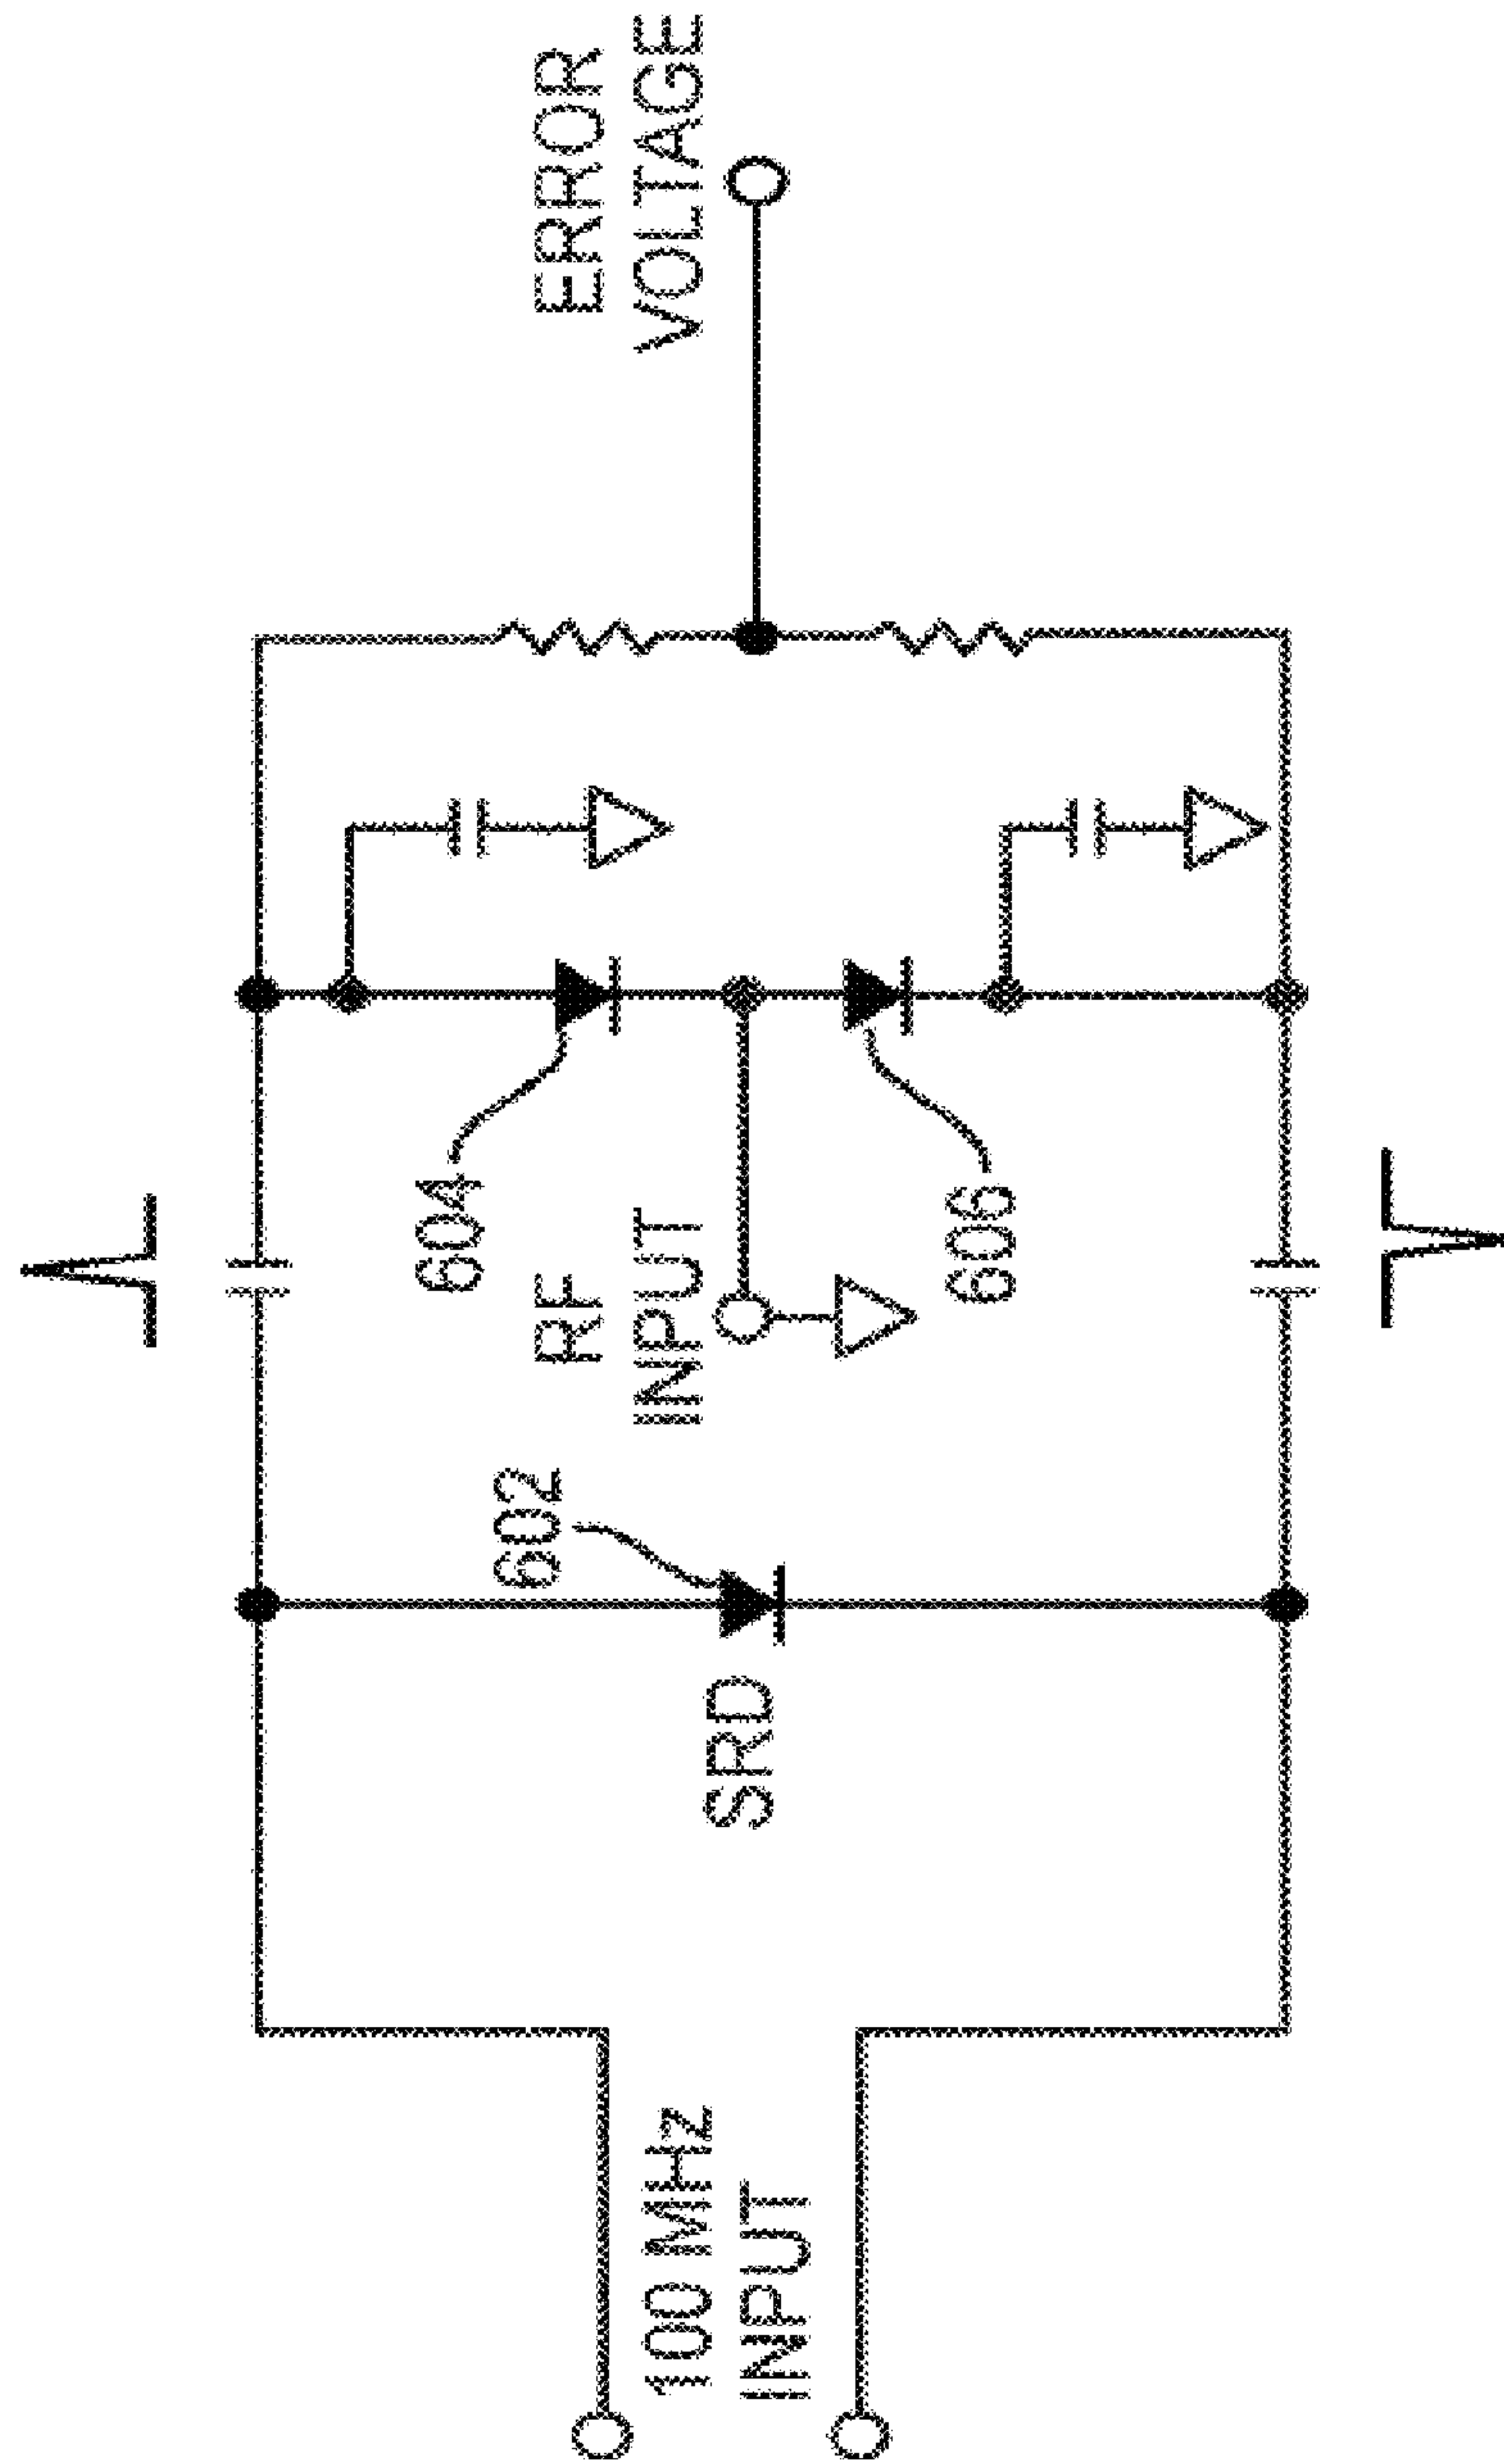 100 MHz
INPUT
SRD
602
RF
INPUT
604
606
ERROR
VOLTAGE